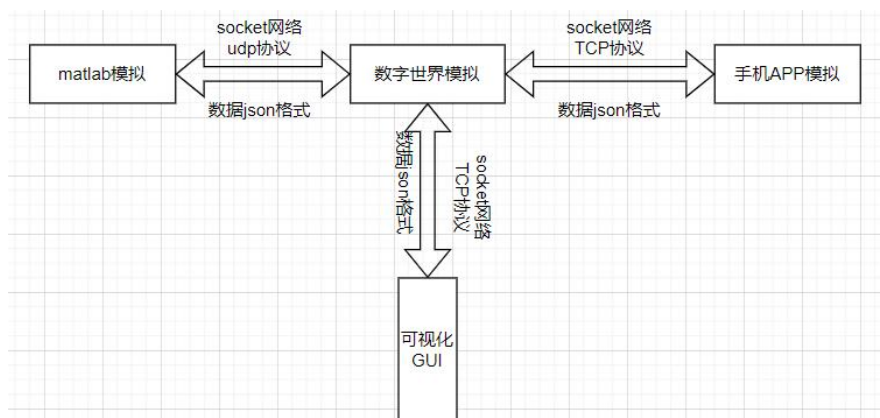 socket网络
udp协议
socket网络
TCP协议
matlab模拟
数字世界模拟
手机APP模拟
数据json格式
数据json格式
数据json格式
socket网络
TCP协议
可视化
GUI